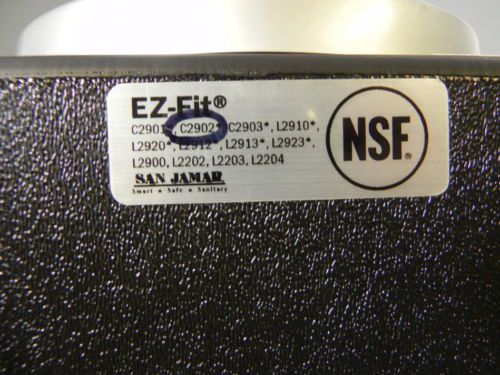 EZ-Fit®
C2901*, C2902*, C2903*, L2910*,
L2920*, L2912*, L2913*, L2923*,
L2900, L2202, L2203, L2204
SAN JAMAR
Smart • Safe • Sanitary
NSF®